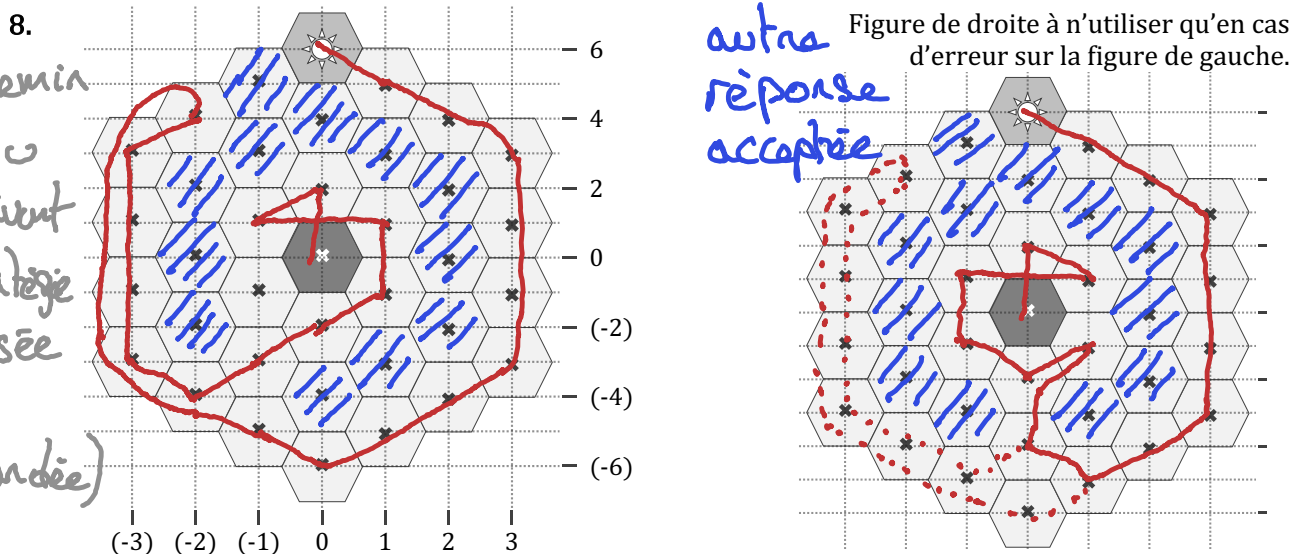 8.
autre
réponse
acceptée
Figure de droite à n’utiliser qu’en cas
d’erreur sur la figure de gauche.
emin
ivent
tégie
sée
ndée)
6
4
2
0
(-2)
(-4)
(-6)
(-3) (-2) (-1) 0 1 2 3